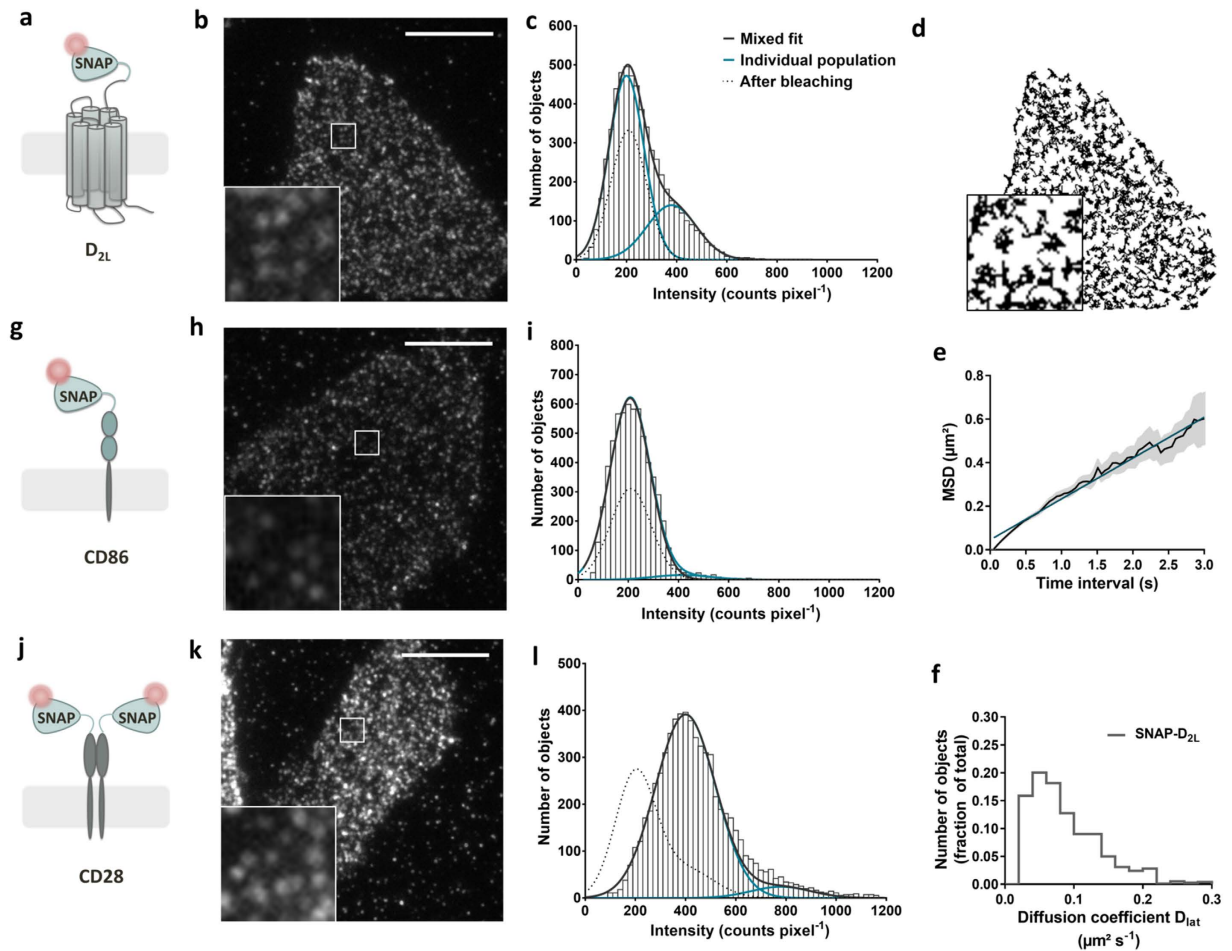 a
SNAP
D2L
b
c
600
500
400
300
200
100
0
Number of objects
0 200 400 600 800 1000 1200
Intensity (counts pixel-1)
Mixed fit
Individual population
After bleaching
d
g
SNAP
CD86
h
i
800
700
600
500
400
300
200
100
0
Number of objects
0 200 400 600 800 1000 1200
Intensity (counts pixel-1)
e
0.8
0.6
0.4
0.2
0.0
MSD (μm²)
0.0 0.5 1.0 1.5 2.0 2.5 3.0
Time interval (s)
j
SNAP SNAP
CD28
k
l
500
400
300
200
100
0
Number of objects
0 200 400 600 800 1000 1200
Intensity (counts pixel-1)
f
0.30
0.25
0.20
0.15
0.10
0.05
0.00
Number of objects
(fraction of total)
SNAP-D2L
0.0 0.1 0.2 0.3
Diffusion coefficient Dlat
(μm² s-1)